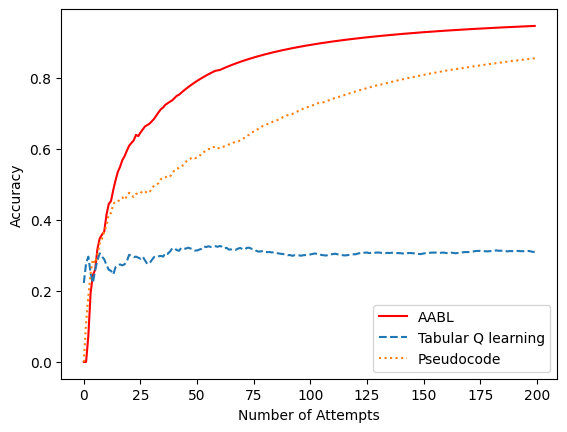 0.8
0.6
0.4
0.2
0.0
Accuracy
0 25 50 75 100 125 150 175 200
Number of Attempts
AABL
Tabular Q learning
Pseudocode